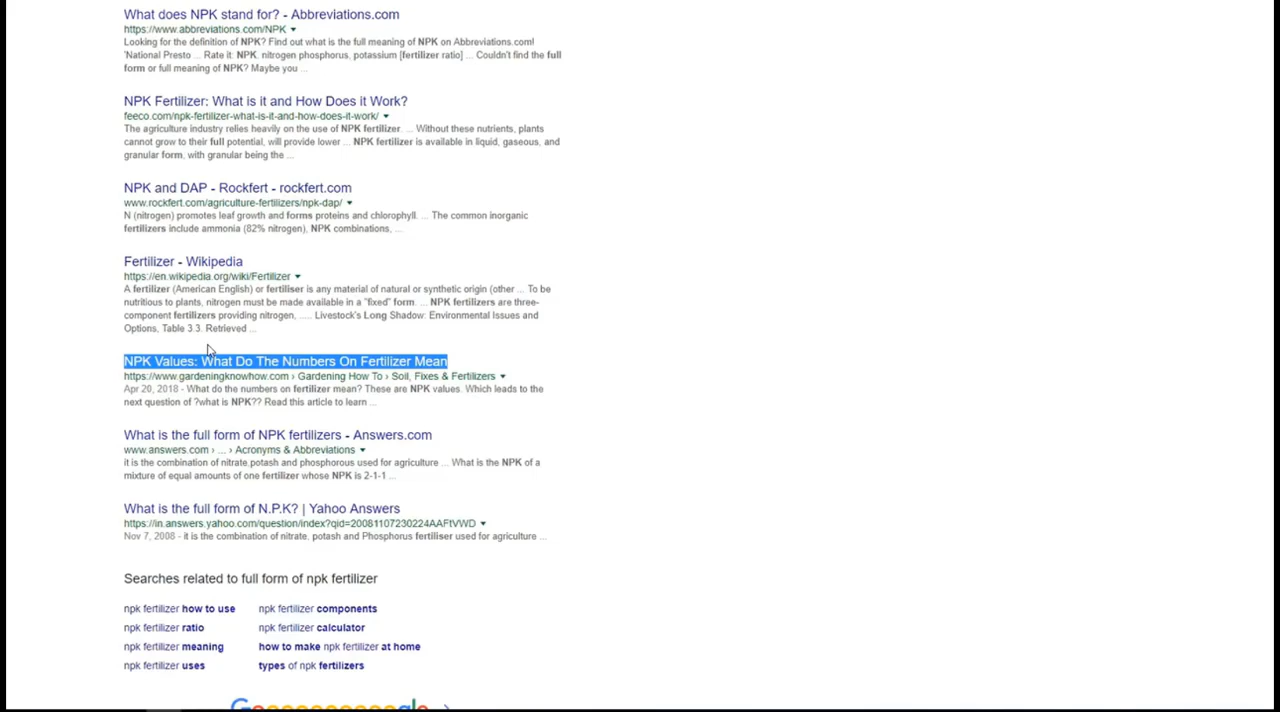 What does NPK stand for? - Abbreviations.com
https://www.abbreviations.com/NPK
Looking for the definition of NPK? Find out what is the full meaning of NPK on Abbreviations.com!
'National Presto ... Rate it: NPK. nitrogen phosphorus, potassium [fertilizer ratio] ... Couldn't find the full
form or full meaning of NPK? Maybe you ...
NPK Fertilizer: What is it and How Does it Work?
feeco.com/npk-fertilizer-what-is-it-and-how-does-it-work/
The agriculture industry relies heavily on the use of NPK fertilizer. ... Without these nutrients, plants
cannot grow to their full potential, will provide lower ... NPK fertilizer is available in liquid, gaseous, and
granular form, with granular being the ...
NPK and DAP - Rockfert - rockfert.com
www.rockfert.com/agriculture-fertilizers/npk-dap/
N (nitrogen) promotes leaf growth and forms proteins and chlorophyll. ... The common inorganic
fertilizers include ammonia (82% nitrogen), NPK combinations, ...
Fertilizer - Wikipedia
https://en.wikipedia.org/wiki/Fertilizer
A fertilizer (American English) or fertiliser is any material of natural or synthetic origin (other ... To be
nutritious to plants, nitrogen must be made available in a "fixed" form. ... NPK fertilizers are three-
component fertilizers providing nitrogen, ..... Livestock's Long Shadow: Environmental Issues and
Options, Table 3.3. Retrieved ...
NPK Values: What Do The Numbers On Fertilizer Mean
https://www.gardeningknowhow.com › Gardening How To › Soil, Fixes & Fertilizers
Apr 20, 2018 - What do the numbers on fertilizer mean? These are NPK values. Which leads to the
next question of ?what is NPK?? Read this article to learn ...
What is the full form of NPK fertilizers - Answers.com
www.answers.com › ... › Acronyms & Abbreviations
it is the combination of nitrate,potash and phosphorous used for agriculture ... What is the NPK of a
mixture of equal amounts of one fertilizer whose NPK is 2-1-1 ...
What is the full form of N.P.K? | Yahoo Answers
https://in.answers.yahoo.com/question/index?qid=20081107230224AAFtVWD
Nov 7, 2008 - it is the combination of nitrate, potash and Phosphorus fertiliser used for agriculture ...
Searches related to full form of npk fertilizer
npk fertilizer how to use npk fertilizer components
npk fertilizer ratio npk fertilizer calculator
npk fertilizer meaning how to make npk fertilizer at home
npk fertilizer uses types of npk fertilizers
Goooooooooogle